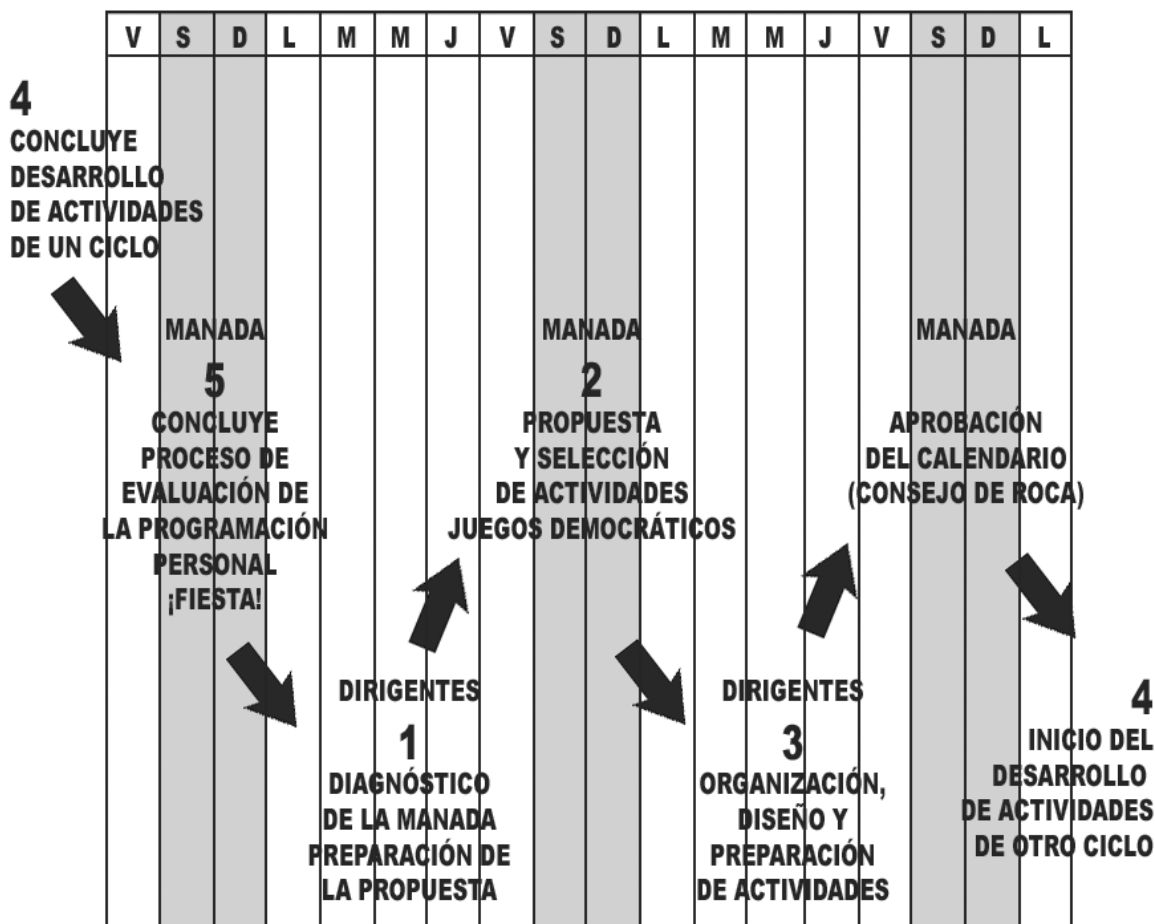 V S D L M M J V S D L M M J V S D L
4
CONCLUYE
DESARROLLO
DE ACTIVIDADES
DE UN CICLO
MANADA
5
CONCLUYE
PROCESO DE
EVALUACIÓN DE
LA PROGRAMACIÓN
PERSONAL
¡FIESTA!
DIRIGENTES
1
DIAGNÓSTICO
DE LA MANADA
PREPARACIÓN DE
LA PROPUESTA
MANADA
2
PROPUESTA
Y SELECCIÓN
DE ACTIVIDADES
JUEGOS DEMOCRÁTICOS
DIRIGENTES
3
ORGANIZACIÓN,
DISEÑO Y
PREPARACIÓN
DE ACTIVIDADES
MANADA
APROBACIÓN
DEL CALENDARIO
(CONSEJO DE ROCA)
4
INICIO DEL
DESARROLLO
DE ACTIVIDADES
DE OTRO CICLO